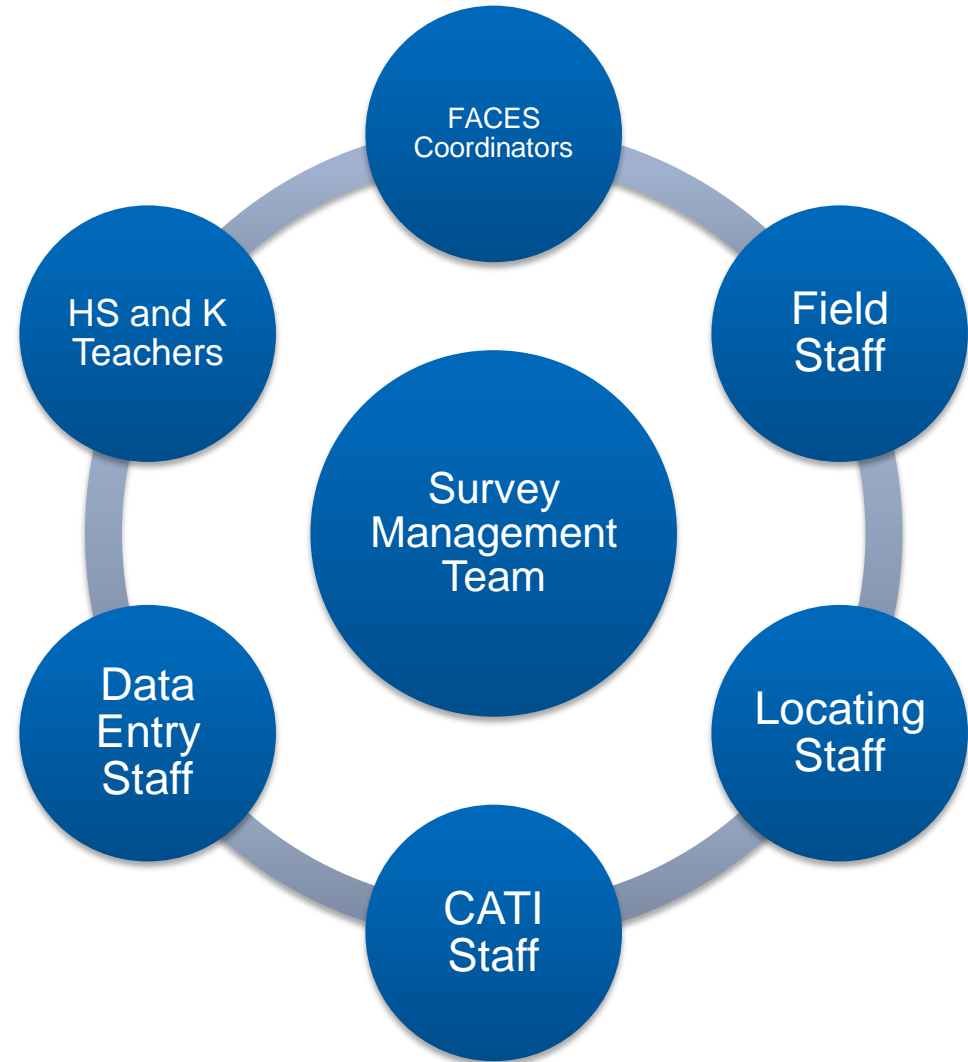 FACES
Coordinators
HS and K
Teachers
Field
Staff
Survey
Management
Team
Data
Entry
Staff
Locating
Staff
CATI
Staff